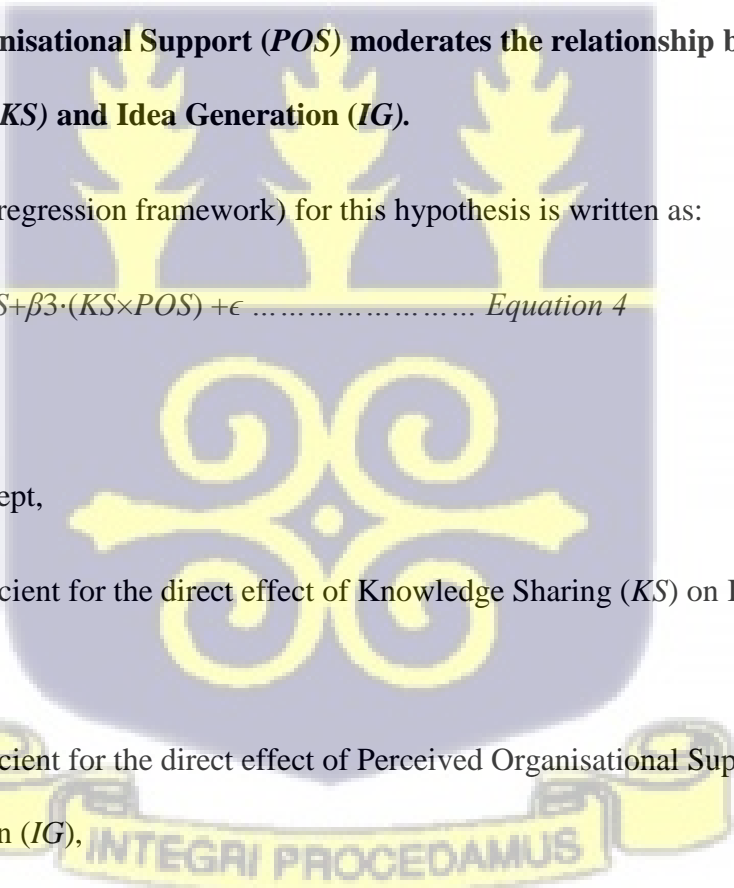 nisational Support (POS) moderates the relationship b
KS) and Idea Generation (IG).
regression framework) for this hypothesis is written as:
S+β3·(KS×POS) +ϵ …………………… Equation 4
ept,
cient for the direct effect of Knowledge Sharing (KS) on I
cient for the direct effect of Perceived Organisational Sup
n (IG),
INTEGRI PROCEDAMUS